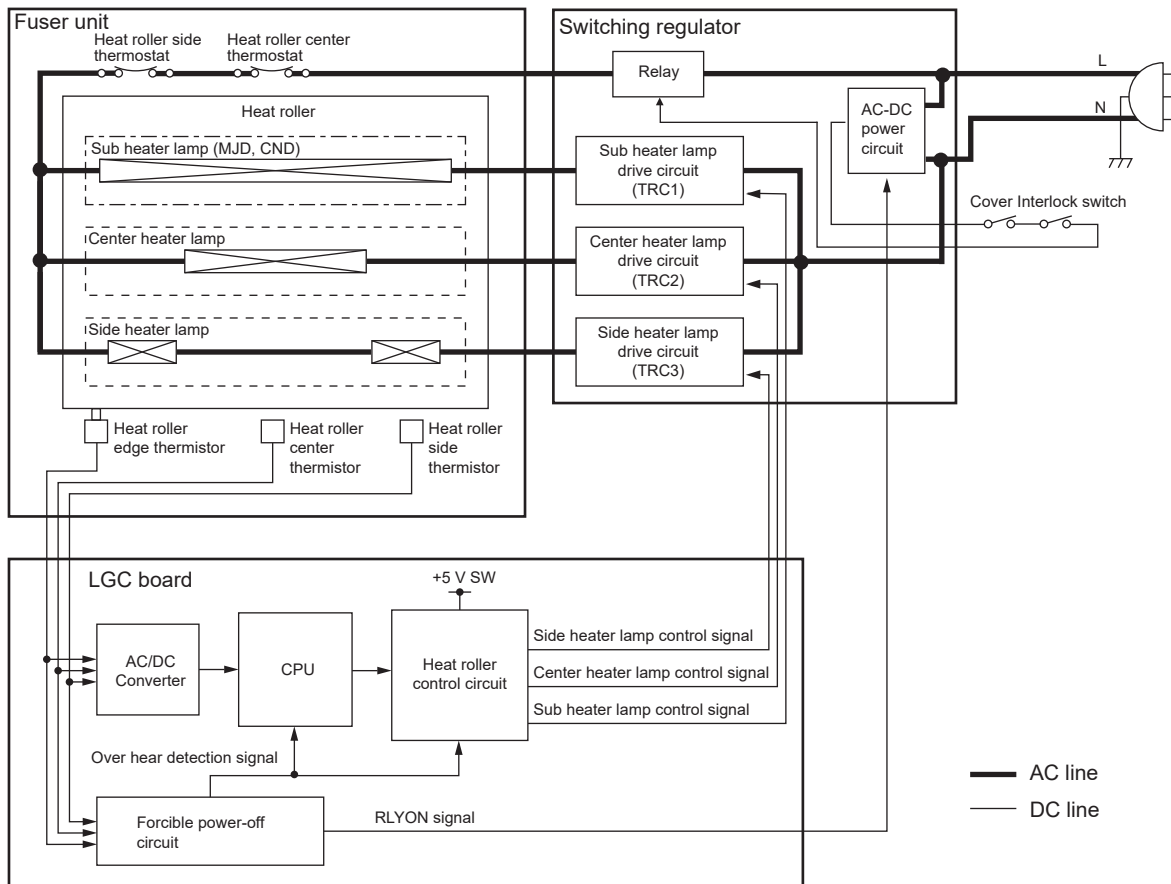 Fuser unit
Heat roller side
thermostat
Heat roller center
thermostat
Switching regulator
Relay
L
N
AC-DC
power
circuit
Heat roller
Sub heater lamp (MJD, CND)
Sub heater lamp
drive circuit
(TRC1)
Cover Interlock switch
Center heater lamp
Center heater lamp
drive circuit
(TRC2)
Side heater lamp
Side heater lamp
drive circuit
(TRC3)
Heat roller
edge thermistor
Heat roller
center
thermistor
Heat roller
side
thermistor
LGC board
+5 V SW
AC/DC
Converter
CPU
Heat roller
control circuit
Side heater lamp control signal
Center heater lamp control signal
Sub heater lamp control signal
Over hear detection signal
Forcible power-off
circuit
RLYON signal
AC line
DC line